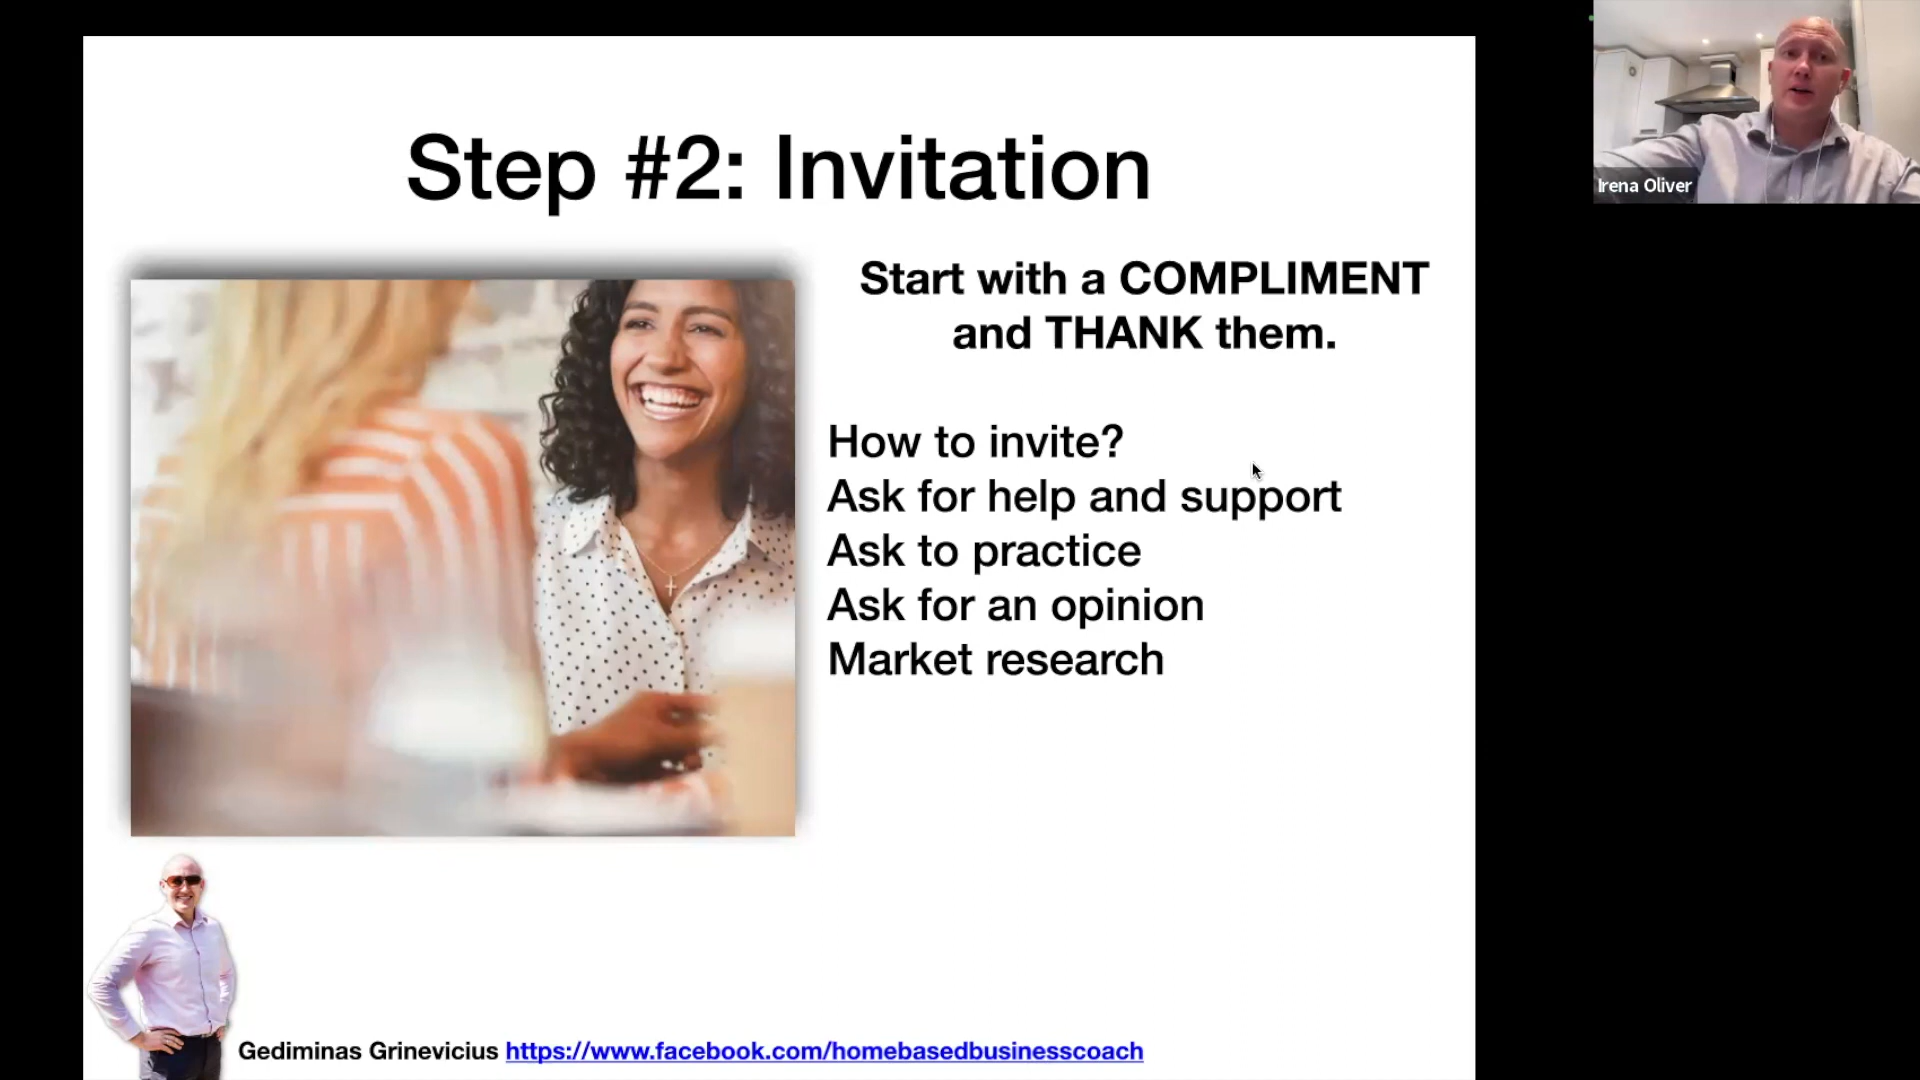 Step #2: Invitation
Start with a COMPLIMENT
and THANK them.
How to invite?
Ask for help and support
Ask to practice
Ask for an opinion
Market research
Gediminas Grinevicius https://www.facebook.com/homebasedbusinesscoach
Irena Oliver